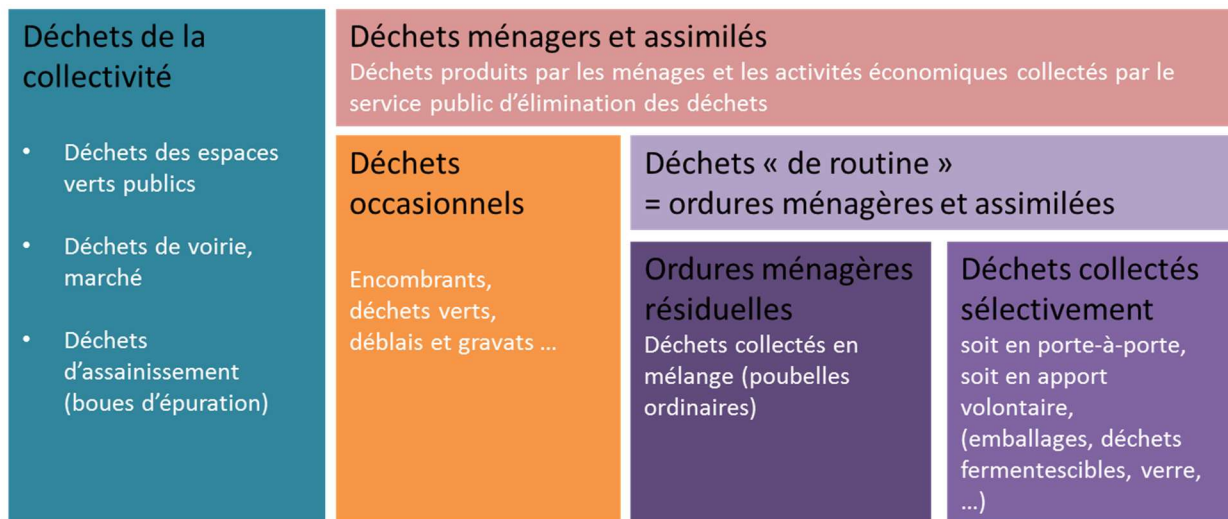 Déchets de la
collectivité
• Déchets des espaces
verts publics
• Déchets de voirie,
marché
• Déchets
d’assainissement
(boues d’épuration)
Déchets ménagers et assimilés
Déchets produits par les ménages et les activités économiques collectés par le
service public d’élimination des déchets
Déchets
occasionnels
Encombrants,
déchets verts,
déblais et gravats ...
Déchets « de routine »
= ordures ménagères et assimilées
Ordures ménagères
résiduelles
Déchets collectés en
mélange (poubelles
ordinaires)
Déchets collectés
sélectivement
soit en porte-à-porte,
soit en apport
volontaire,
(emballages, déchets
fermentescibles, verre,
...)